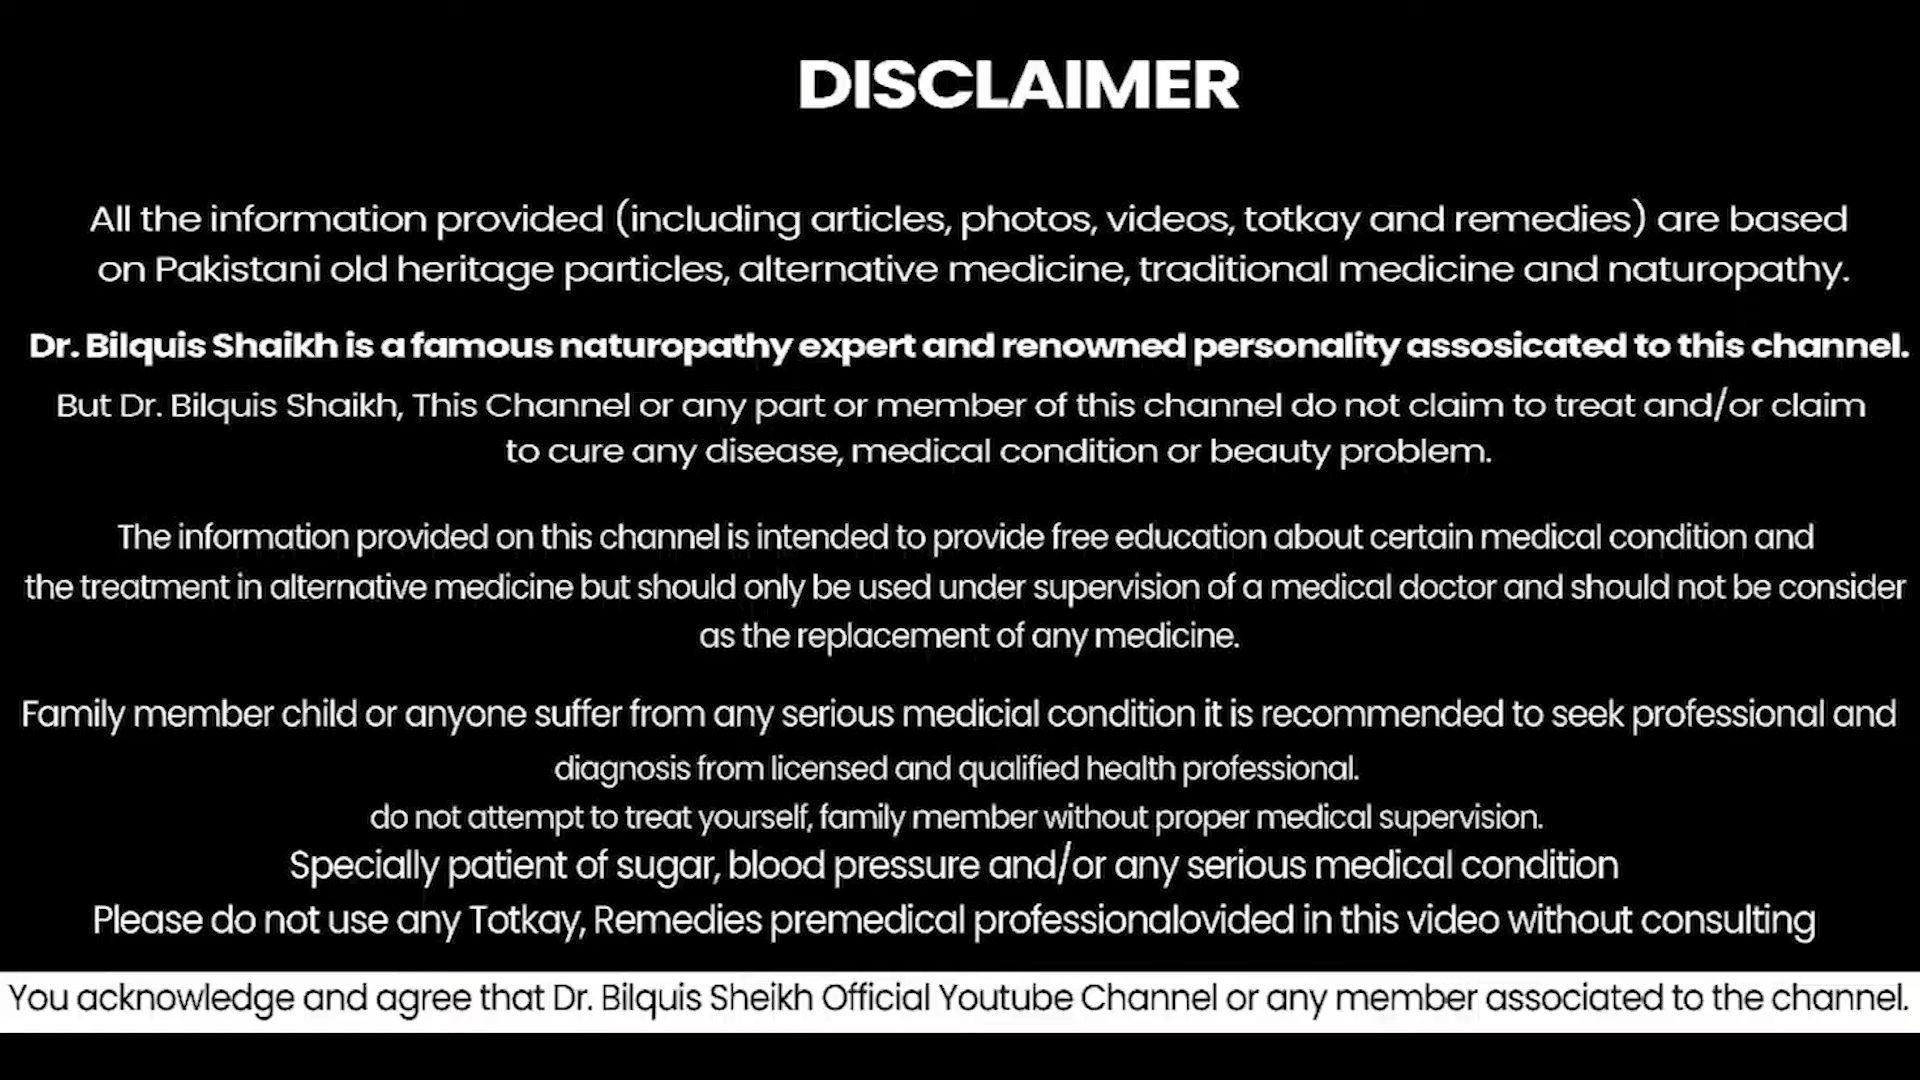 DISCLAIMER
All the information provided (including articles, photos, videos, totkay and remedies) are based
on Pakistani old heritage particles, alternative medicine, traditional medicine and naturopathy.
Dr. Bilquis Shaikh is a famous naturopathy expert and renowned personality assosicated to this channel.
But Dr. Bilquis Shaikh, This Channel or any part or member of this channel do not claim to treat and/or claim
to cure any disease, medical condition or beauty problem.
The information provided on this channel is intended to provide free education about certain medical condition and
the treatment in alternative medicine but should only be used under supervision of a medical doctor and should not be consider
as the replacement of any medicine.
Family member child or anyone suffer from any serious medicial condition it is recommended to seek professional and
diagnosis from licensed and qualified health professional.
do not attempt to treat yourself, family member without proper medical supervision.
Specially patient of sugar, blood pressure and/or any serious medical condition
Please do not use any Totkay, Remedies premedical professionalovided in this video without consulting
You acknowledge and agree that Dr. Bilquis Sheikh Official Youtube Channel or any member associated to the channel.